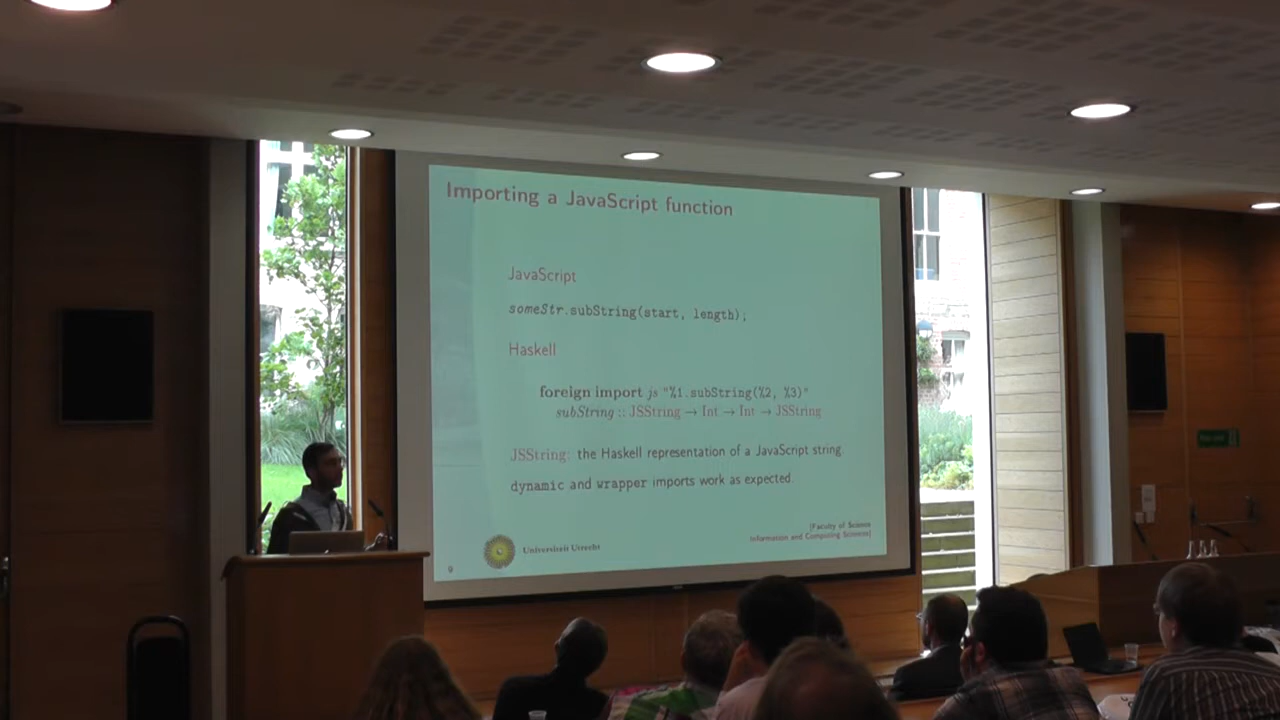 Importing a JavaScript function
JavaScript
someStr.subString(start, length);
Haskell
foreign import js "%1.subString(%2, %3)"
subString :: JSString → Int → Int → JSString
JSString: the Haskell representation of a JavaScript string.
dynamic and wrapper imports work as expected.
[Faculty of Science
Information and Computing Sciences]
Universiteit Utrecht
9